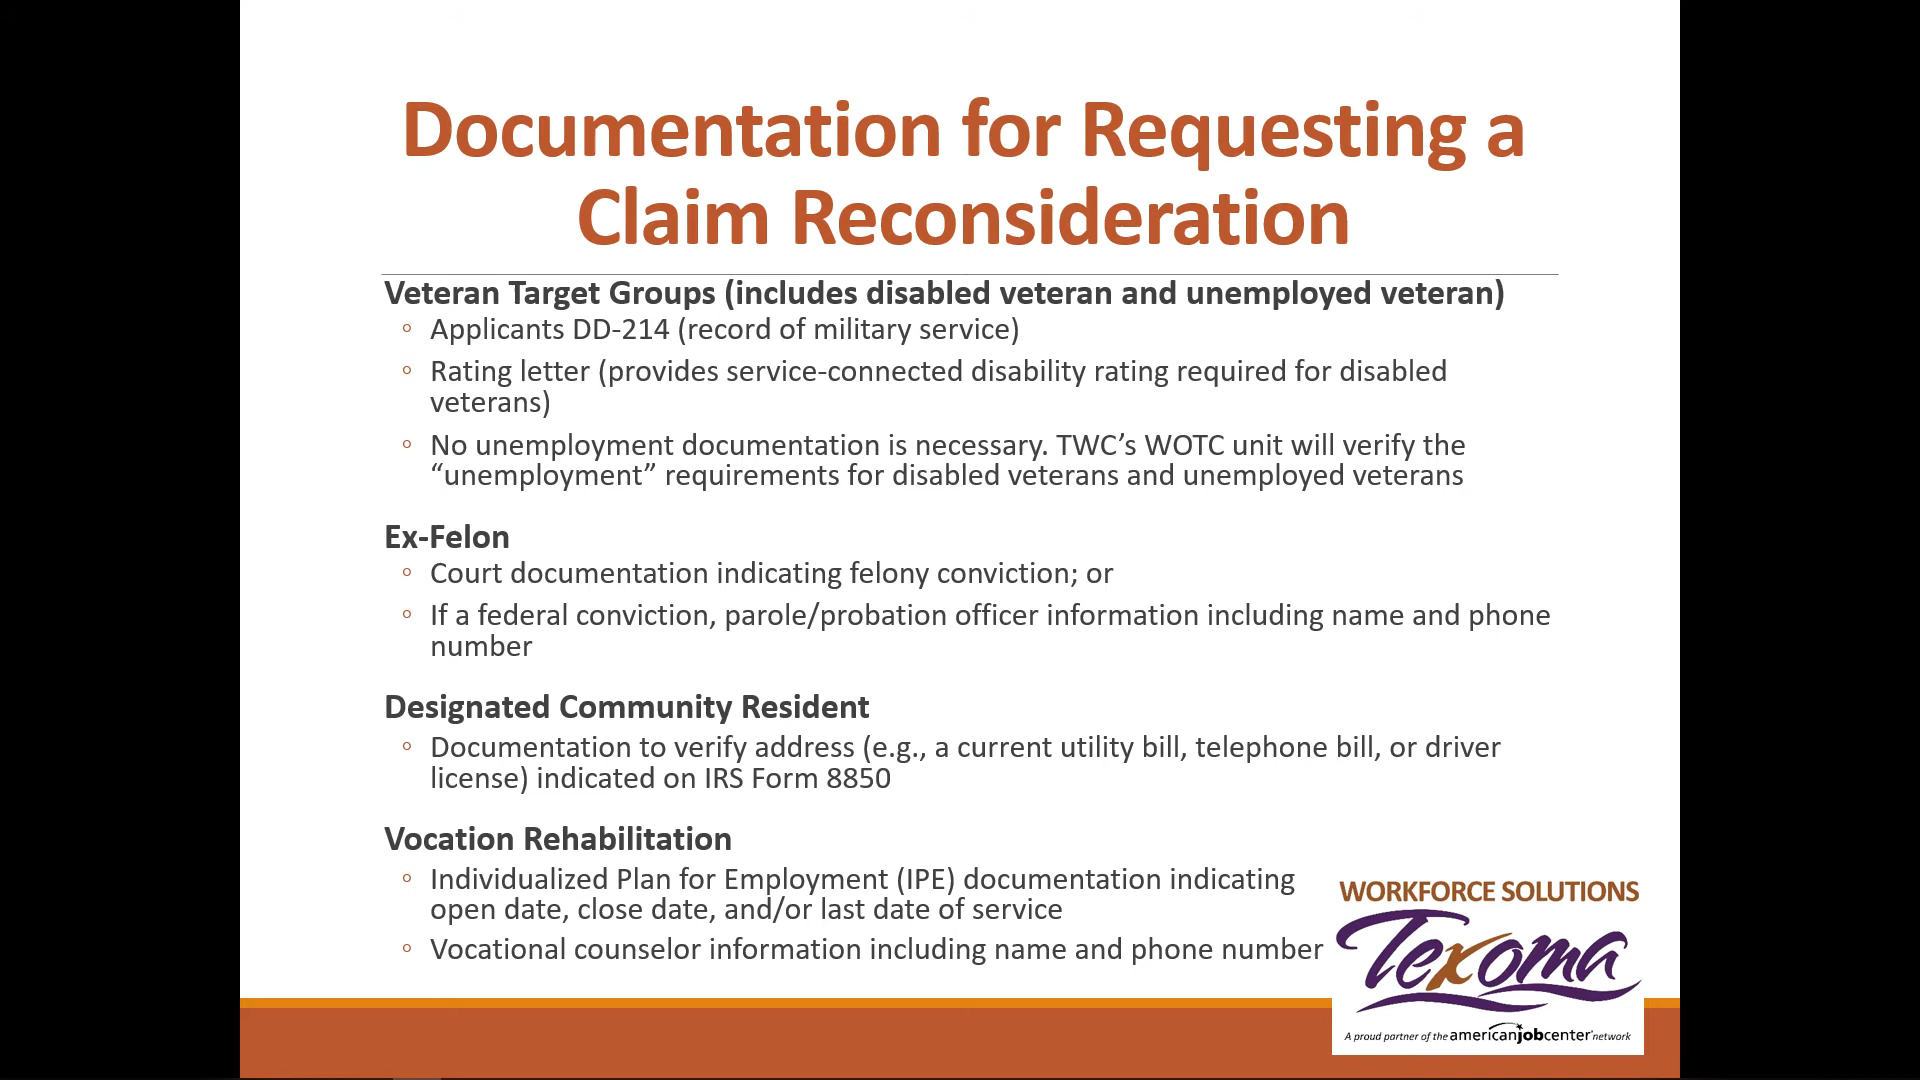 Documentation for Requesting a
Claim Reconsideration
Veteran Target Groups (includes disabled veteran and unemployed veteran)
◦ Applicants DD-214 (record of military service)
◦ Rating letter (provides service-connected disability rating required for disabled
veterans)
◦ No unemployment documentation is necessary. TWC’s WOTC unit will verify the
“unemployment” requirements for disabled veterans and unemployed veterans
Ex-Felon
◦ Court documentation indicating felony conviction; or
◦ If a federal conviction, parole/probation officer information including name and phone
number
Designated Community Resident
◦ Documentation to verify address (e.g., a current utility bill, telephone bill, or driver
license) indicated on IRS Form 8850
Vocation Rehabilitation
◦ Individualized Plan for Employment (IPE) documentation indicating
open date, close date, and/or last date of service
◦ Vocational counselor information including name and phone number
WORKFORCE SOLUTIONS
Texoma
A proud partner of the americanjobcenter network